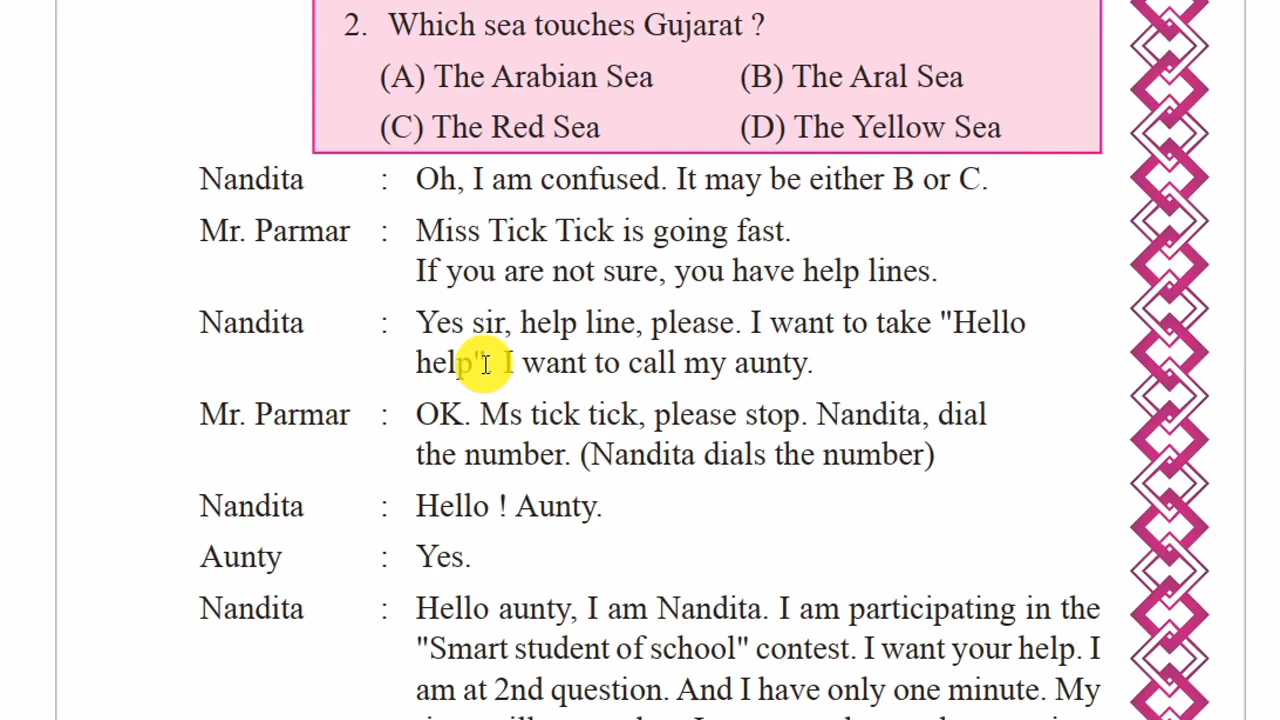 2. Which sea touches Gujarat ?
(A) The Arabian Sea (B) The Aral Sea
(C) The Red Sea (D) The Yellow Sea
Nandita : Oh, I am confused. It may be either B or C.
Mr. Parmar : Miss Tick Tick is going fast.
If you are not sure, you have help lines.
Nandita : Yes sir, help line, please. I want to take "Hello
help". I want to call my aunty.
Mr. Parmar : OK. Ms tick tick, please stop. Nandita, dial
the number. (Nandita dials the number)
Nandita : Hello ! Aunty.
Aunty : Yes.
Nandita : Hello aunty, I am Nandita. I am participating in the
"Smart student of school" contest. I want your help. I
am at 2nd question. And I have only one minute. My